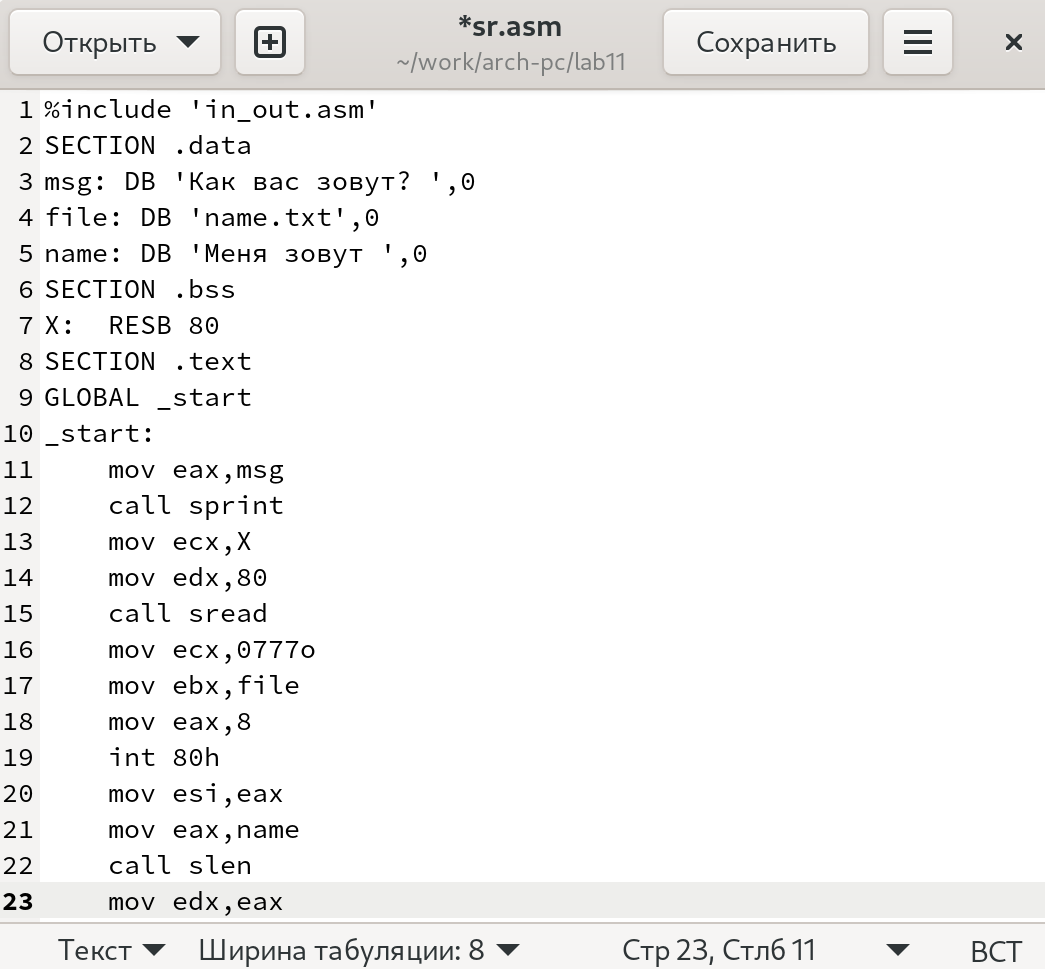 Открыть
*sr.asm
~/work/arch-pc/lab11
Сохранить
1 %include 'in_out.asm'
2 SECTION .data
3 msg: DB 'Как вас зовут? ',0
4 file: DB 'name.txt',0
5 name: DB 'Меня зовут ',0
6 SECTION .bss
7 X:  RESB 80
8 SECTION .text
9 GLOBAL _start
10 _start:
11     mov eax,msg
12     call sprint
13     mov ecx,X
14     mov edx,80
15     call sread
16     mov ecx,0777o
17     mov ebx,file
18     mov eax,8
19     int 80h
20     mov esi,eax
21     mov eax,name
22     call slen
23     mov edx,eax
Текст Ширина табуляции: 8 Стр 23, Стлб 11 ВСТ